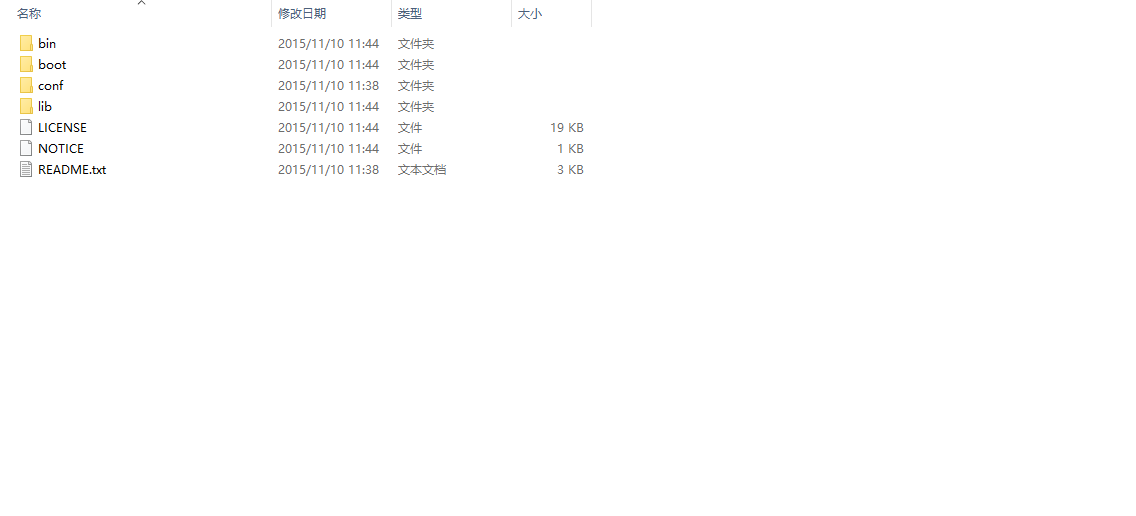 名称 修改日期 类型 大小
bin 2015/11/10 11:44 文件夹
boot 2015/11/10 11:44 文件夹
conf 2015/11/10 11:38 文件夹
lib 2015/11/10 11:44 文件夹
LICENSE 2015/11/10 11:44 文件 19 KB
NOTICE 2015/11/10 11:44 文件 1 KB
README.txt 2015/11/10 11:38 文本文档 3 KB